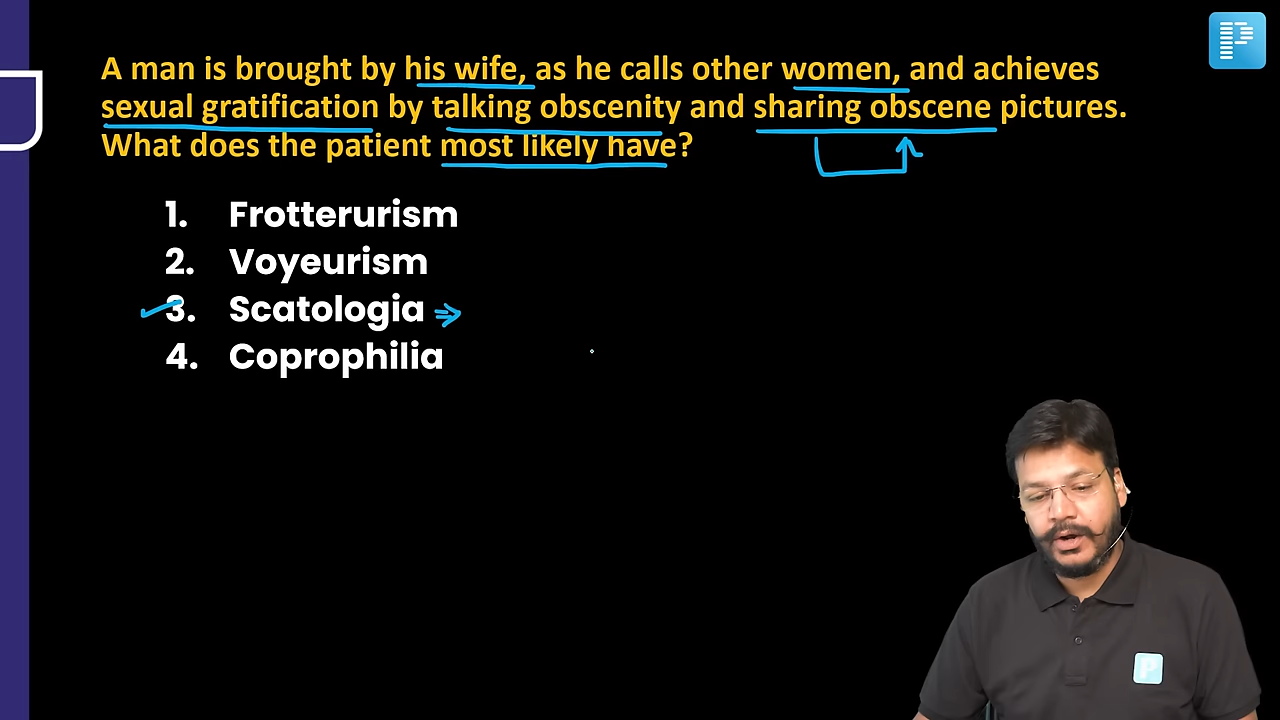 A man is brought by his wife, as he calls other women, and achieves
sexual gratification by talking obscenity and sharing obscene pictures.
What does the patient most likely have?
1. Frotterurism
2. Voyeurism
3. Scatologia
4. Coprophilia